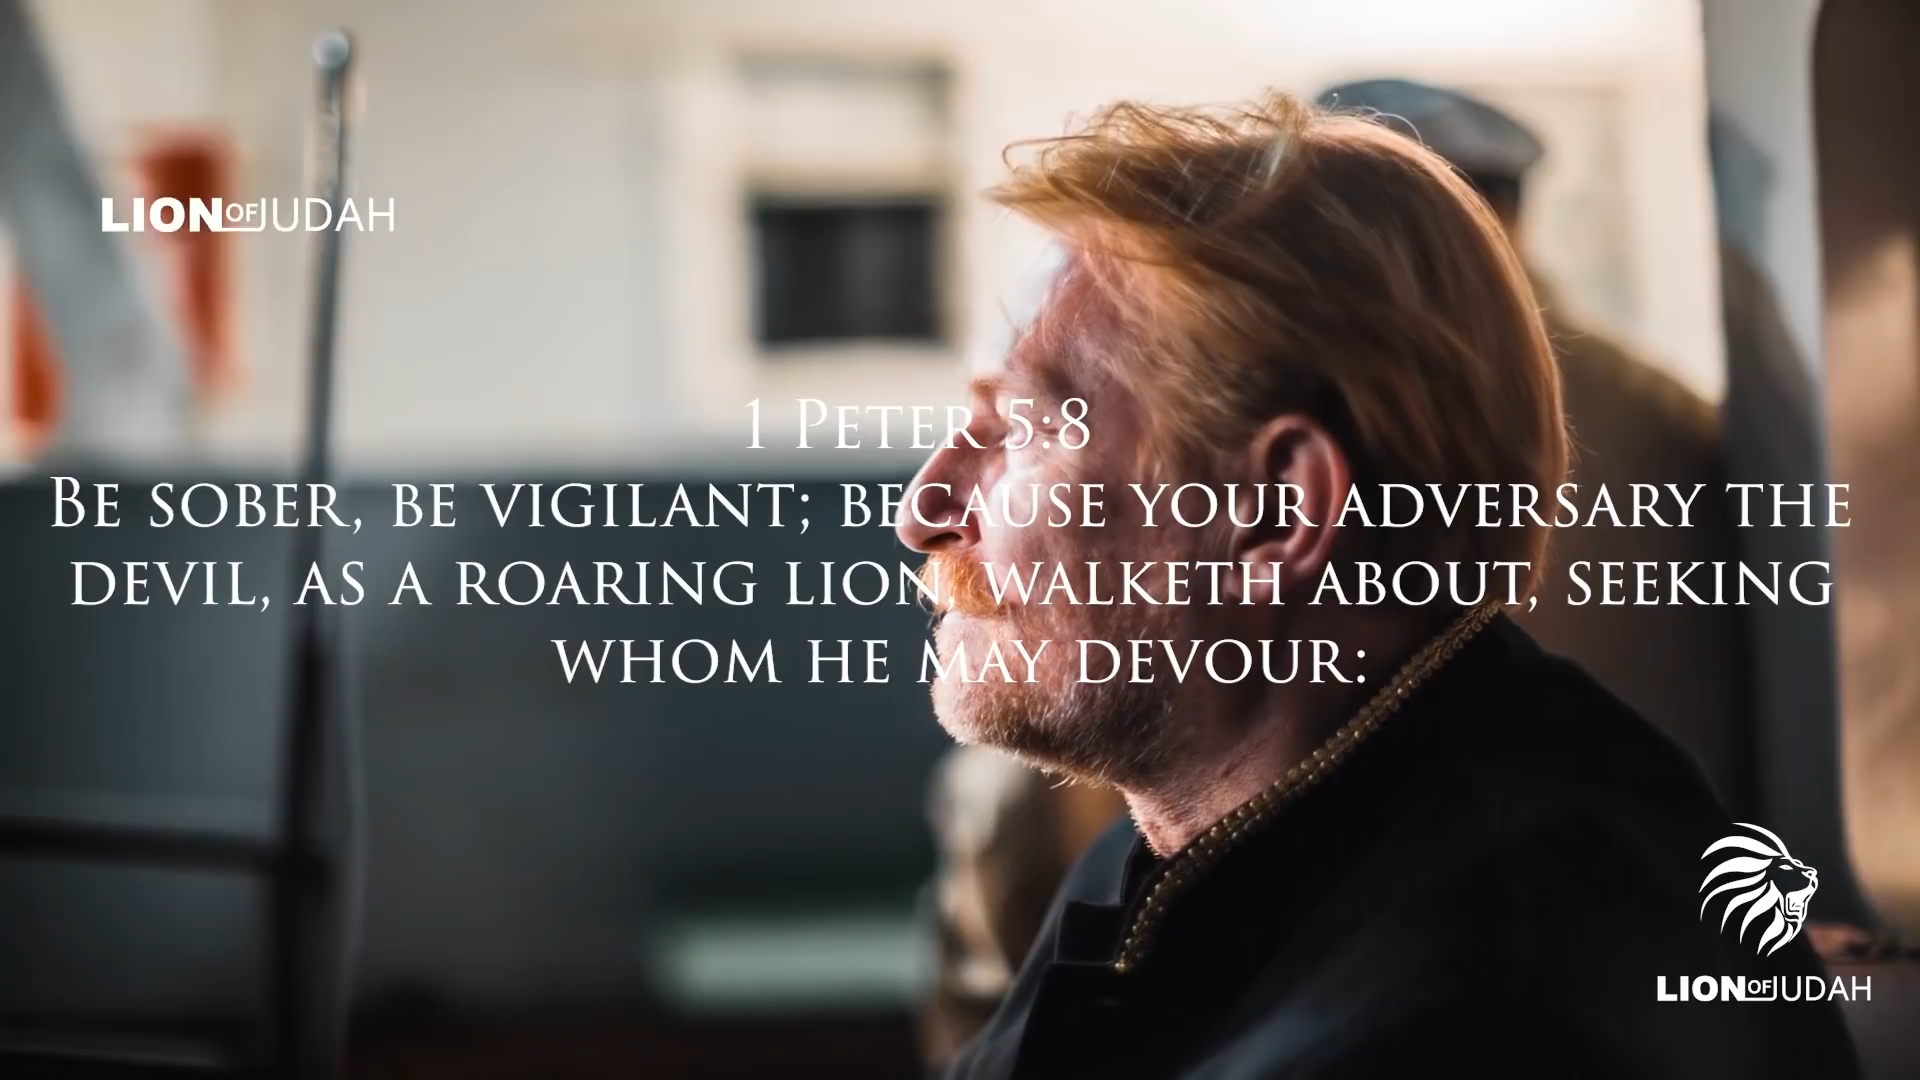 LION OF JUDAH
1 Peter 5:8
Be sober, be vigilant; because your adversary the
devil, as a roaring lion, walketh about, seeking
whom he may devour:
LION OF JUDAH